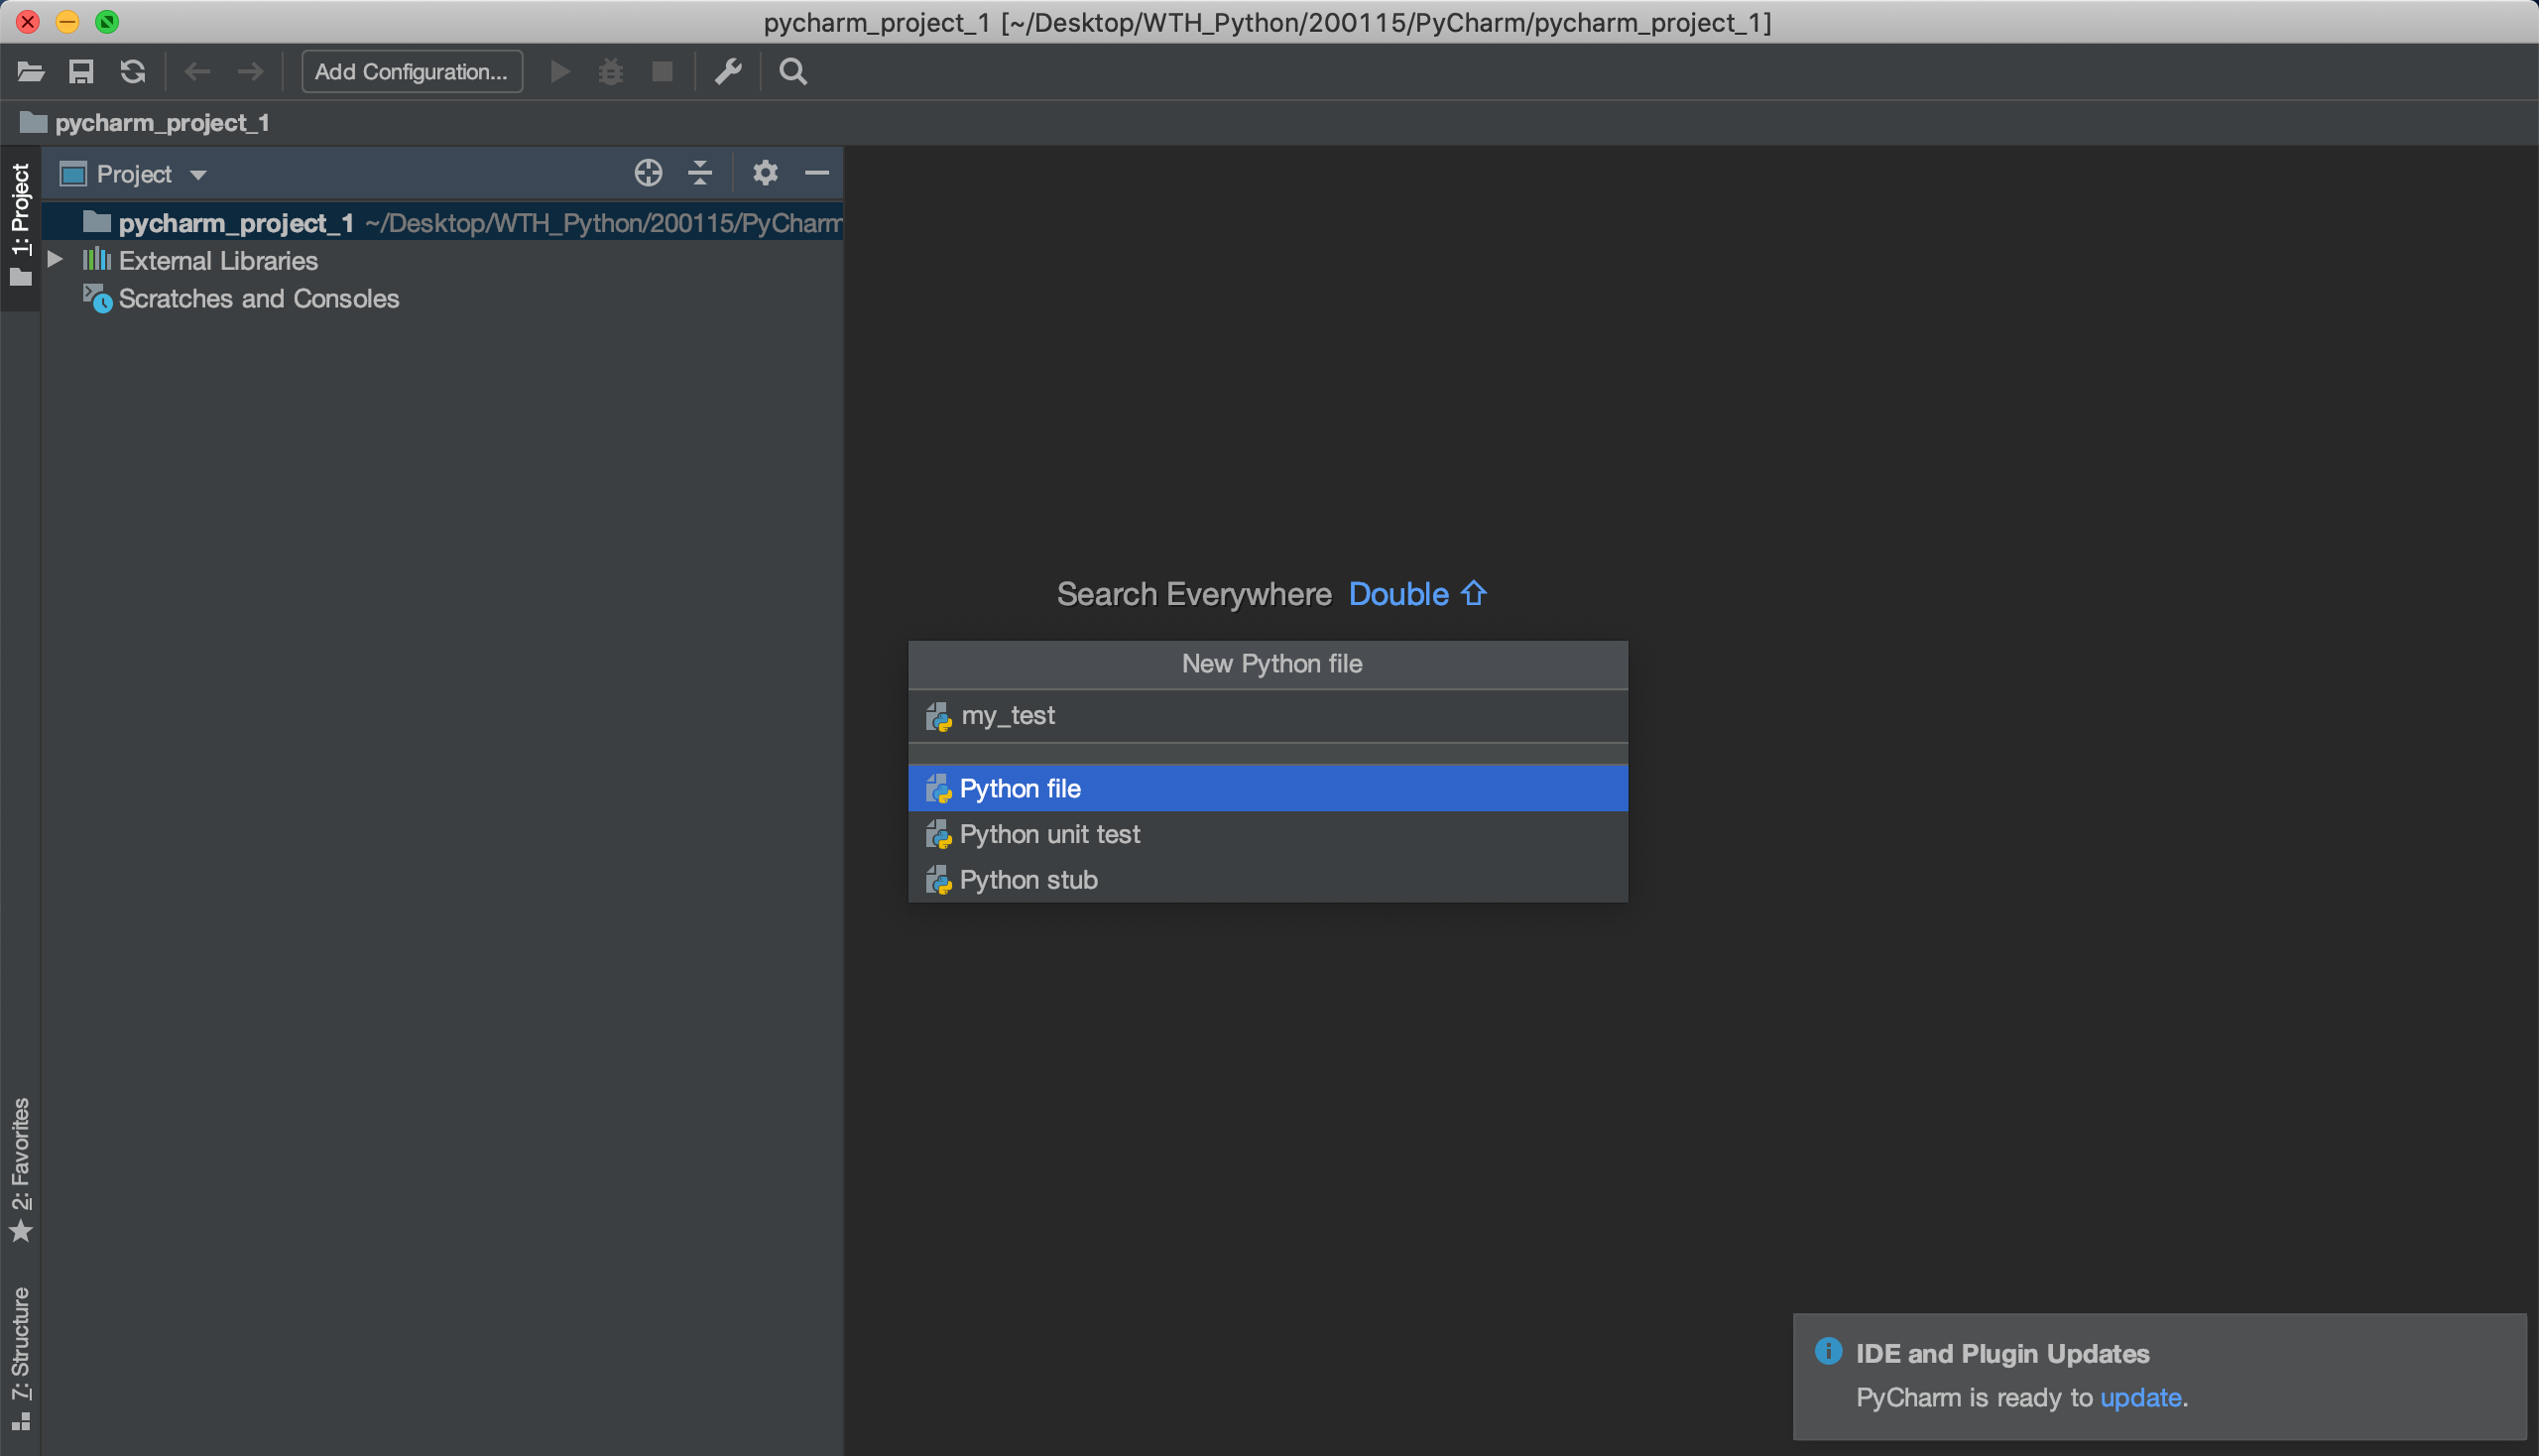 pycharm_project_1 [~/Desktop/WTH_Python/200115/PyCharm/pycharm_project_1]
Add Configuration...
pycharm_project_1
1: Project
Project
pycharm_project_1 ~/Desktop/WTH_Python/200115/PyCharm
External Libraries
Scratches and Consoles
Search Everywhere Double ⇧
New Python file
my_test
Python file
Python unit test
Python stub
2: Favorites
7: Structure
IDE and Plugin Updates
PyCharm is ready to update.